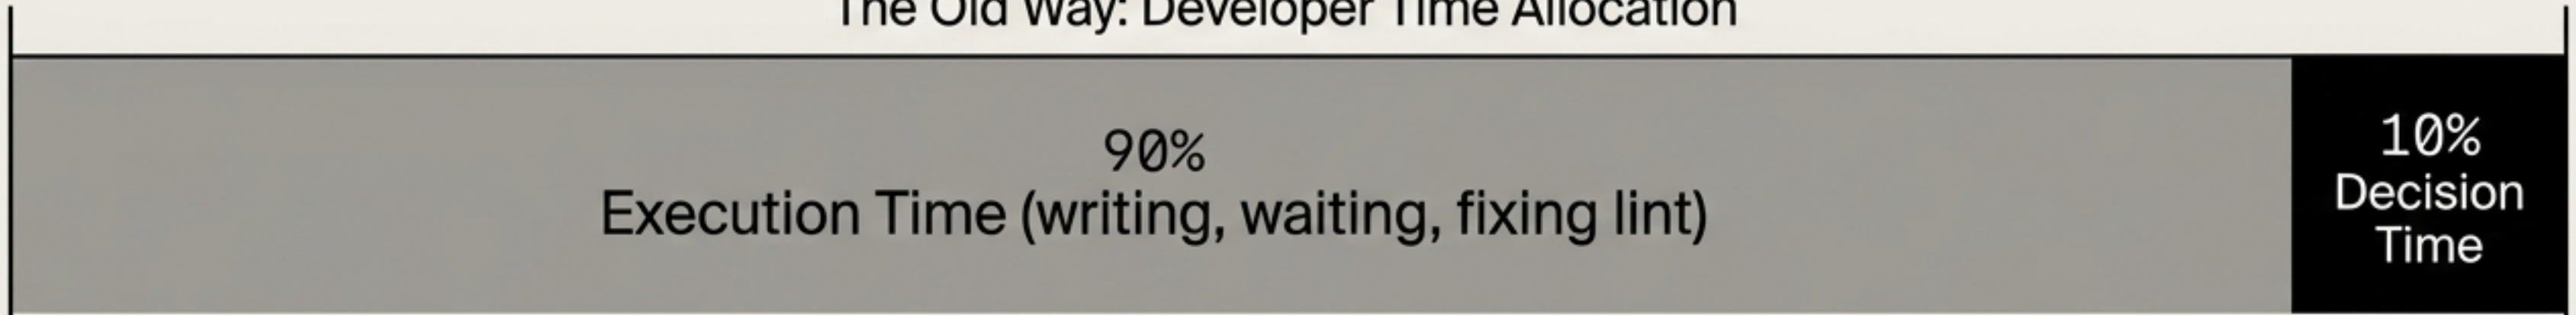 The Old Way: Developer Time Allocation
90%
Execution Time (writing, waiting, fixing lint)
10%
Decision
Time